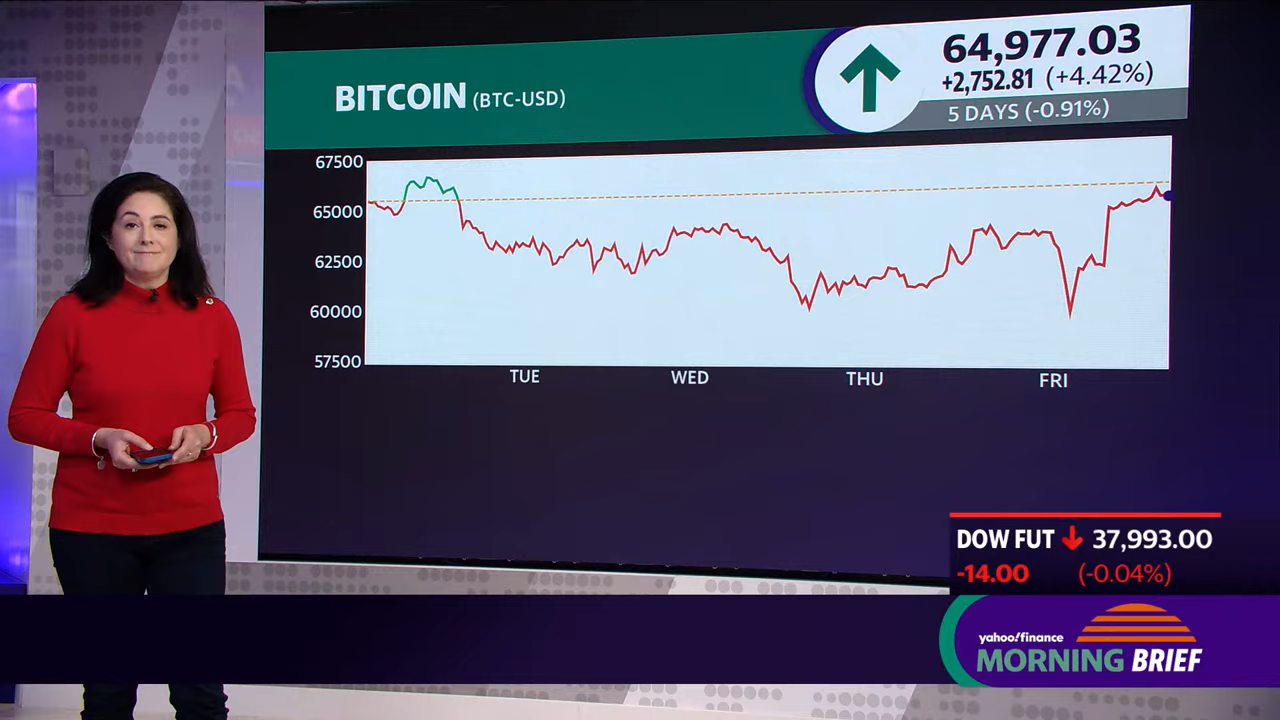 BITCOIN (BTC-USD)
64,977.03
+2,752.81 (+4.42%)
5 DAYS (-0.91%)
67500
65000
62500
60000
57500
TUE WED THU FRI
DOW FUT 37,993.00
-14.00 (-0.04%)
yahoo!finance
MORNING BRIEF